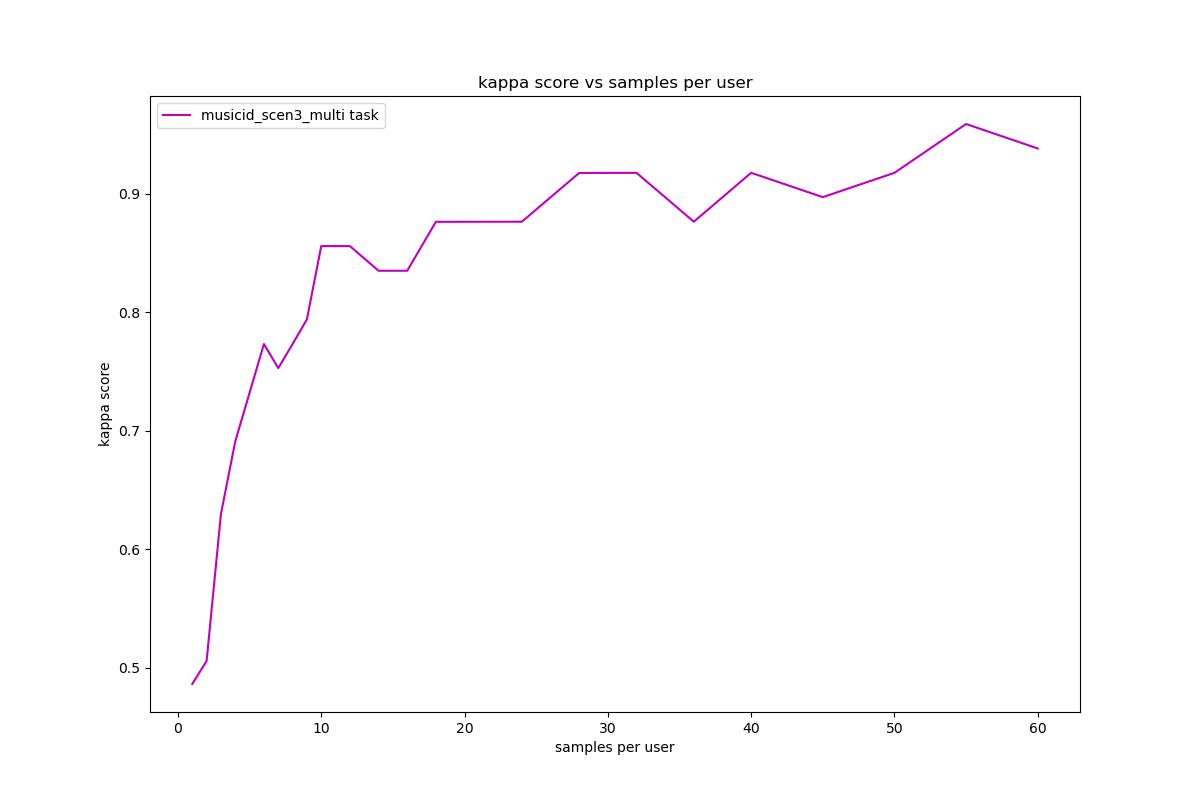 kappa score vs samples per user
musicid_scen3_multi task
0.9
0.8
0.7
0.6
0.5
kappa score
0 10 20 30 40 50 60
samples per user